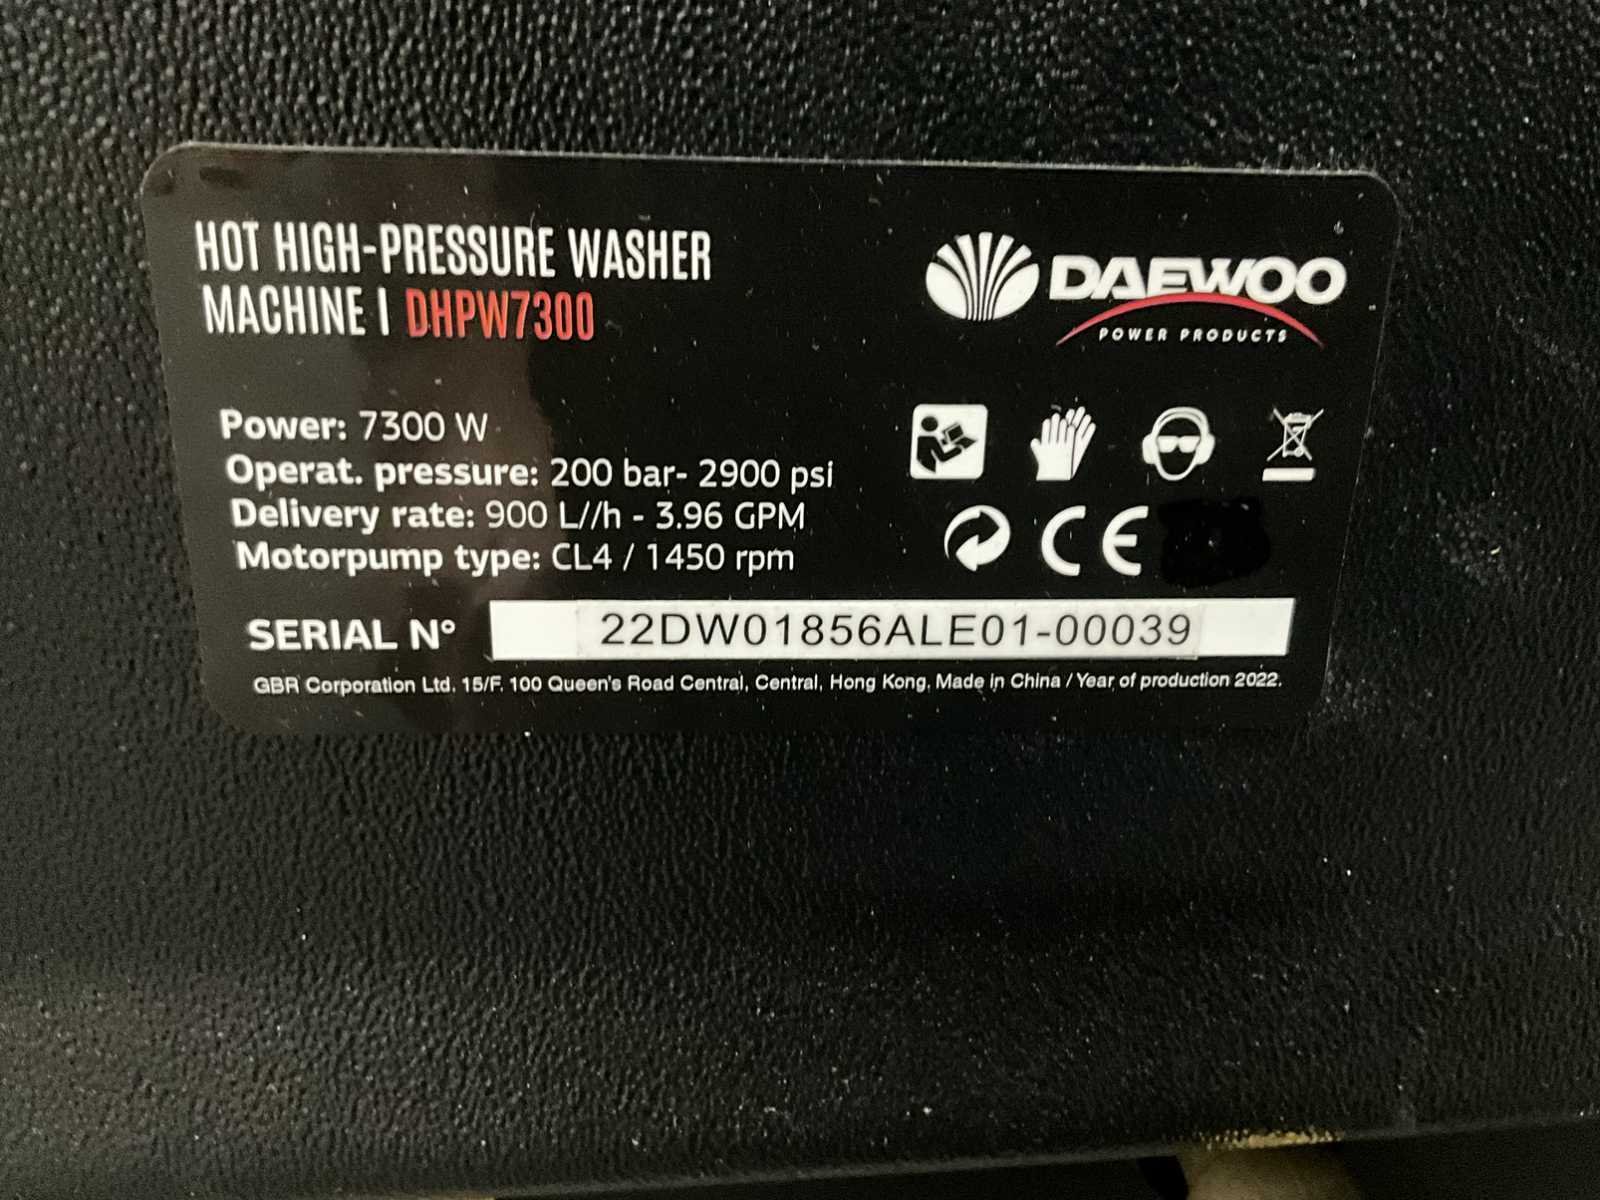 HOT HIGH-PRESSURE WASHER
MACHINE | DHPW7300
DAEWOO
POWER PRODUCTS
Power: 7300 W
Operat. pressure: 200 bar- 2900 psi
Delivery rate: 900 L//h - 3.96 GPM
Motorpump type: CL4 / 1450 rpm
CE
SERIAL N° 22DW01856ALE01-00039
GBR Corporation Ltd. 15/F. 100 Queen's Road Central, Central, Hong Kong, Made in China / Year of production 2022.